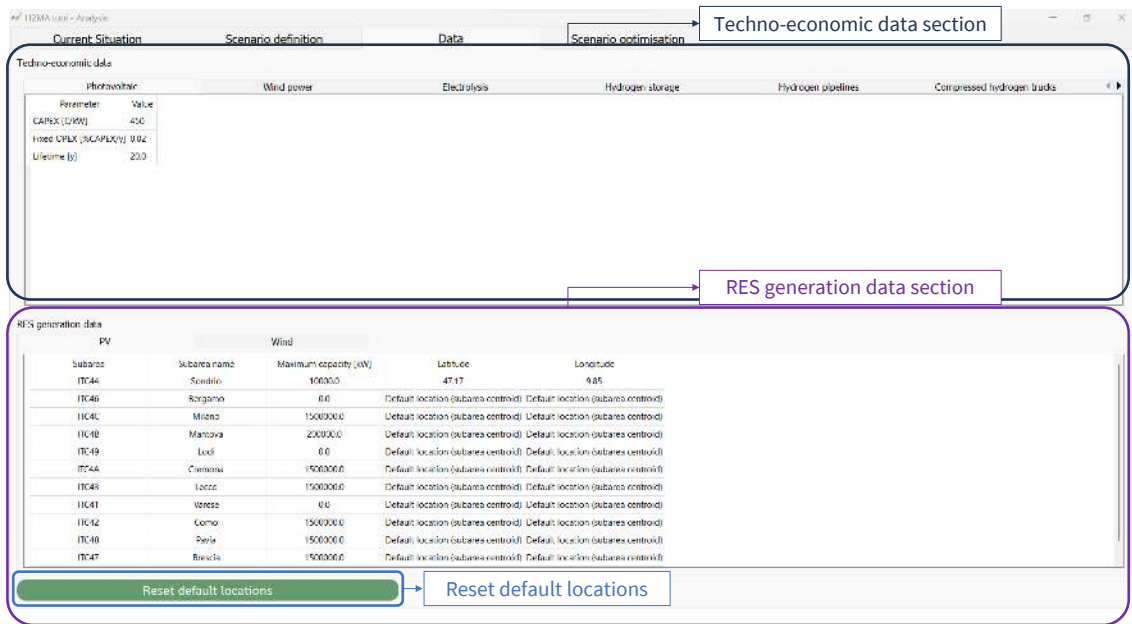 H2MA tool - Analysis
Techno-economic data section
Current Situation Scenario definition Data Scenario optimisation
Techno-economic data
Photovoltaic Wind power Electrolysis Hydrogen storage Hydrogen pipelines Compressed hydrogen trucks
Parameter Value
CAPEX [€/kW] 450
Fixed OPEX [%CAPEX/y] 0.02
Lifetime [y] 20.0
RES generation data section
RES generation data
PV Wind
Subarea Subarea name Maximum capacity [kW] Latitude Longitude
ITC44 Sondrio 10000.0 47.17 9.85
ITC46 Bergamo 0.0 Default location (subarea centroid) Default location (subarea centroid)
ITC4C Milano 1500000.0 Default location (subarea centroid) Default location (subarea centroid)
ITC4B Mantova 200000.0 Default location (subarea centroid) Default location (subarea centroid)
ITC49 Lodi 0.0 Default location (subarea centroid) Default location (subarea centroid)
ITC4A Cremona 1500000.0 Default location (subarea centroid) Default location (subarea centroid)
ITC43 Lecco 1500000.0 Default location (subarea centroid) Default location (subarea centroid)
ITC41 Varese 0.0 Default location (subarea centroid) Default location (subarea centroid)
ITC42 Como 1500000.0 Default location (subarea centroid) Default location (subarea centroid)
ITC48 Pavia 1500000.0 Default location (subarea centroid) Default location (subarea centroid)
ITC47 Brescia 1500000.0 Default location (subarea centroid) Default location (subarea centroid)
Reset default locations Reset default locations